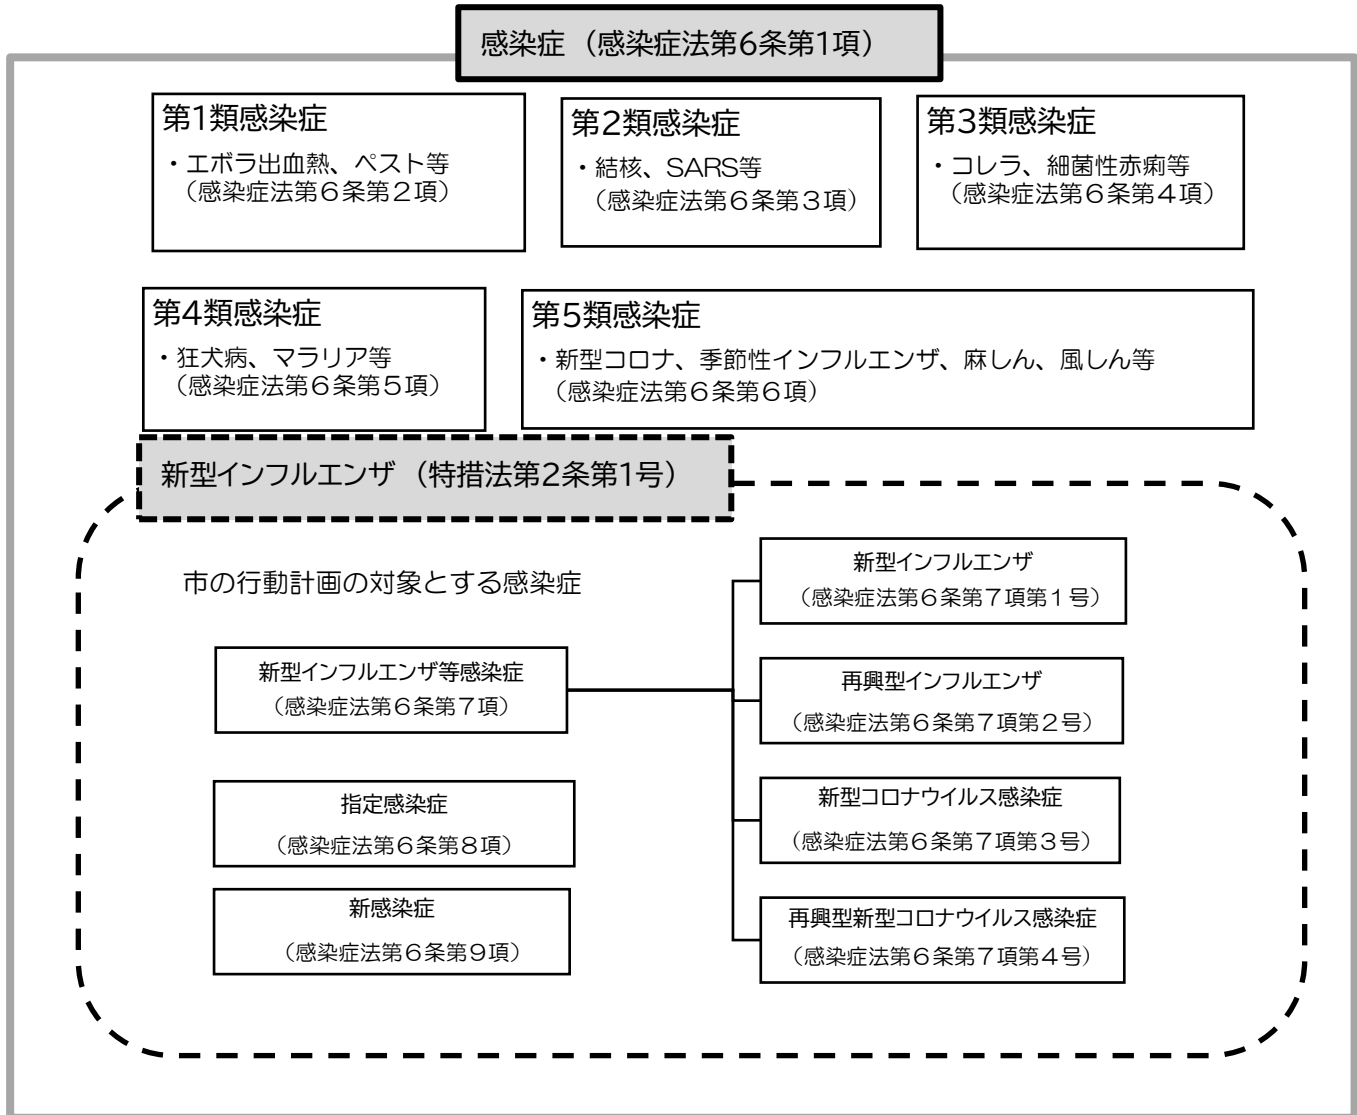 感染症（感染症法第6条第1項）
第1類感染症
・エボラ出血熱、ペスト等
（感染症法第６条第２項）
第2類感染症
・結核、SARS等
（感染症法第６条第３項）
第3類感染症
・コレラ、細菌性赤痢等
（感染症法第６条第４項）
第4類感染症
・狂犬病、マラリア等
（感染症法第６条第５項）
第5類感染症
・新型コロナ、季節性インフルエンザ、麻しん、風しん等
（感染症法第６条第６項）
新型インフルエンザ（特措法第2条第1号）
市の行動計画の対象とする感染症
新型インフルエンザ等感染症
（感染症法第６条第７項）
指定感染症
（感染症法第６条第８項）
新感染症
（感染症法第６条第９項）
新型インフルエンザ
（感染症法第６条第７項第１号）
再興型インフルエンザ
（感染症法第６条第７項第２号）
新型コロナウイルス感染症
（感染症法第６条第７項第３号）
再興型新型コロナウイルス感染症
（感染症法第６条第７項第４号）